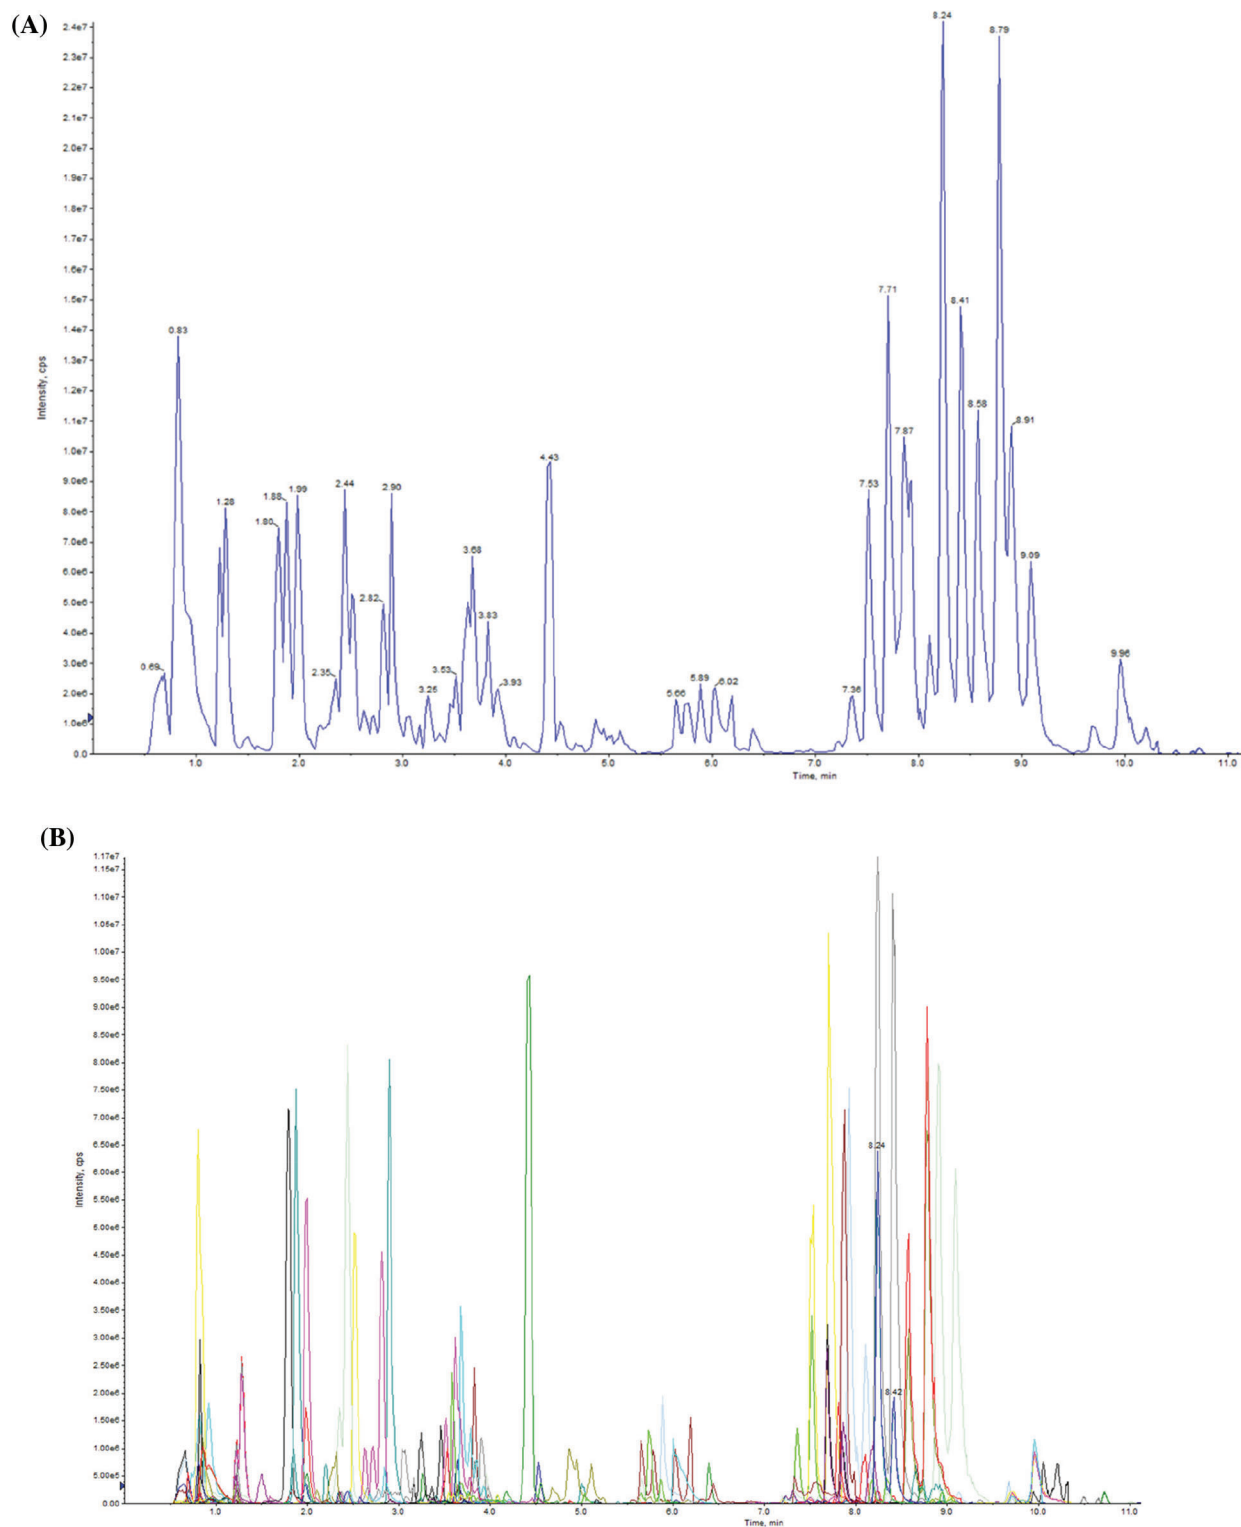 (A)
2.4e7
2.3e7
2.2e7
2.1e7
2.0e7
1.9e7
1.8e7
1.7e7
1.6e7
1.5e7
1.4e7
1.3e7
1.2e7
1.1e7
1.0e7
9.0e6
8.0e6
7.0e6
6.0e6
5.0e6
4.0e6
3.0e6
2.0e6
1.0e6
0.0
Intensity, cps
0.69
0.83
1.28
1.80
1.88
1.99
2.35
2.44
2.82
2.90
3.25
3.53
3.68
3.83
3.93
4.43
5.66
5.89
6.02
7.36
7.53
7.71
7.87
8.24
8.41
8.58
8.79
8.91
9.09
9.96
1.0 2.0 3.0 4.0 5.0 6.0 7.0 8.0 9.0 10.0 11.0
Time, min
(B)
1.17e7
1.15e7
1.10e7
1.05e7
1.00e7
9.50e6
9.00e6
8.50e6
8.00e6
7.50e6
7.00e6
6.50e6
6.00e6
5.50e6
5.00e6
4.50e6
4.00e6
3.50e6
3.00e6
2.50e6
2.00e6
1.50e6
1.00e6
5.00e5
0.00
Intensity, cps
8.24
8.42
1.0 2.0 3.0 4.0 5.0 6.0 7.0 8.0 9.0 10.0 11.0
Time, min